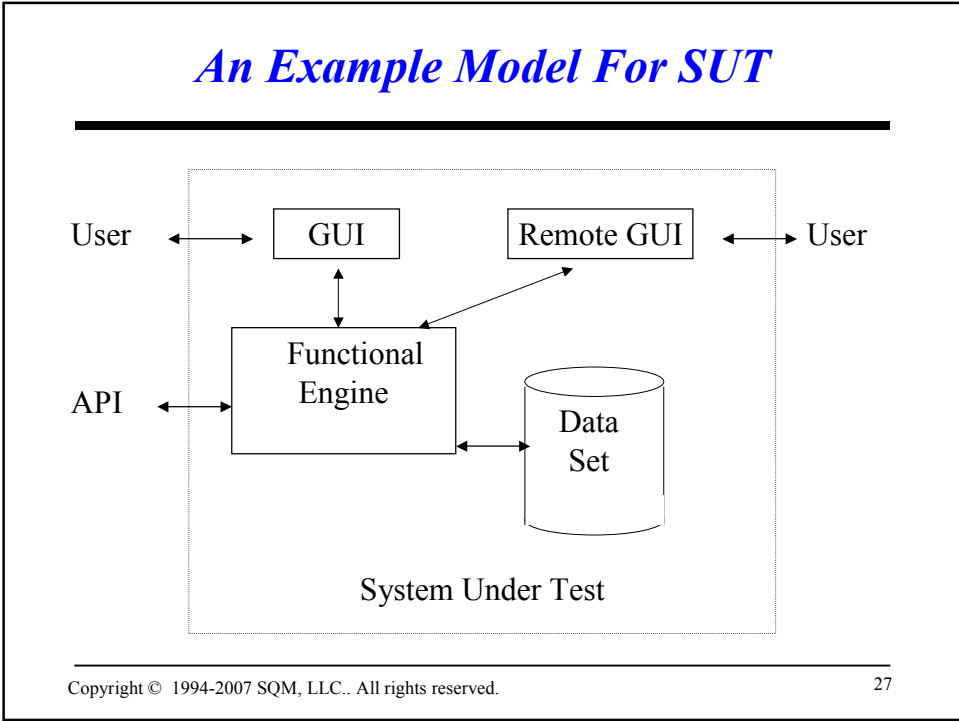 An Example Model For SUT
User
GUI
Remote GUI
User
Functional
Engine
API
Data
Set
System Under Test
Copyright © 1994-2007 SQM, LLC.. All rights reserved.
27